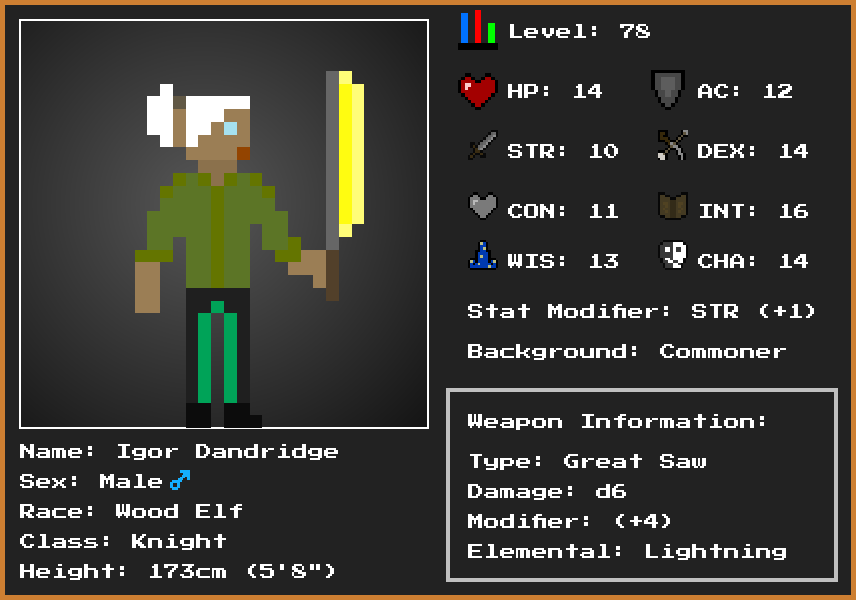 Level: 78
HP: 14 AC: 12
STR: 10 DEX: 14
CON: 11 INT: 16
WIS: 13 CHA: 14
Stat Modifier: STR (+1)
Background: Commoner
Weapon Information:
Type: Great Saw
Damage: d6
Modifier: (+4)
Elemental: Lightning
Name: Igor Dandridge
Sex: Male♂
Race: Wood Elf
Class: Knight
Height: 173cm (5'8")